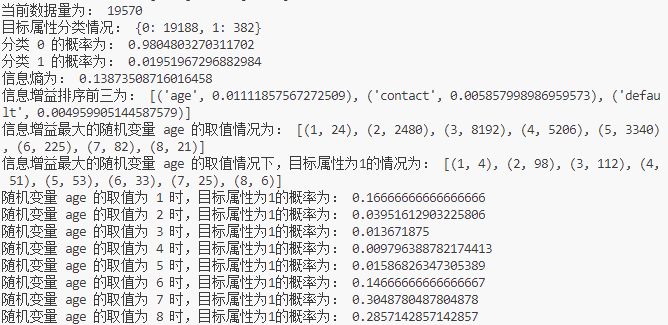 当前数据量为： 19570
目标属性分类情况： {0: 19188, 1: 382}
分类 0 的概率为： 0.9804803270311702
分类 1 的概率为： 0.01951967296882984
信息熵为： 0.13873508716016458
信息增益排序前三为： [('age', 0.01111857567272509), ('contact', 0.005857998986959573), ('defau
lt', 0.004959905144587579)]
信息增益最大的随机变量 age 的取值情况为： [(1, 24), (2, 2480), (3, 8192), (4, 5206), (5, 3340)
, (6, 225), (7, 82), (8, 21)]
信息增益最大的随机变量 age 的取值情况下，目标属性为1的情况为： [(1, 4), (2, 98), (3, 112), (4,
 51), (5, 53), (6, 33), (7, 25), (8, 6)]
随机变量 age 的取值为 1 时，目标属性为1的概率为： 0.16666666666666666
随机变量 age 的取值为 2 时，目标属性为1的概率为： 0.03951612903225806
随机变量 age 的取值为 3 时，目标属性为1的概率为： 0.013671875
随机变量 age 的取值为 4 时，目标属性为1的概率为： 0.009796388782174413
随机变量 age 的取值为 5 时，目标属性为1的概率为： 0.01586826347305389
随机变量 age 的取值为 6 时，目标属性为1的概率为： 0.14666666666666667
随机变量 age 的取值为 7 时，目标属性为1的概率为： 0.3048780487804878
随机变量 age 的取值为 8 时，目标属性为1的概率为： 0.2857142857142857